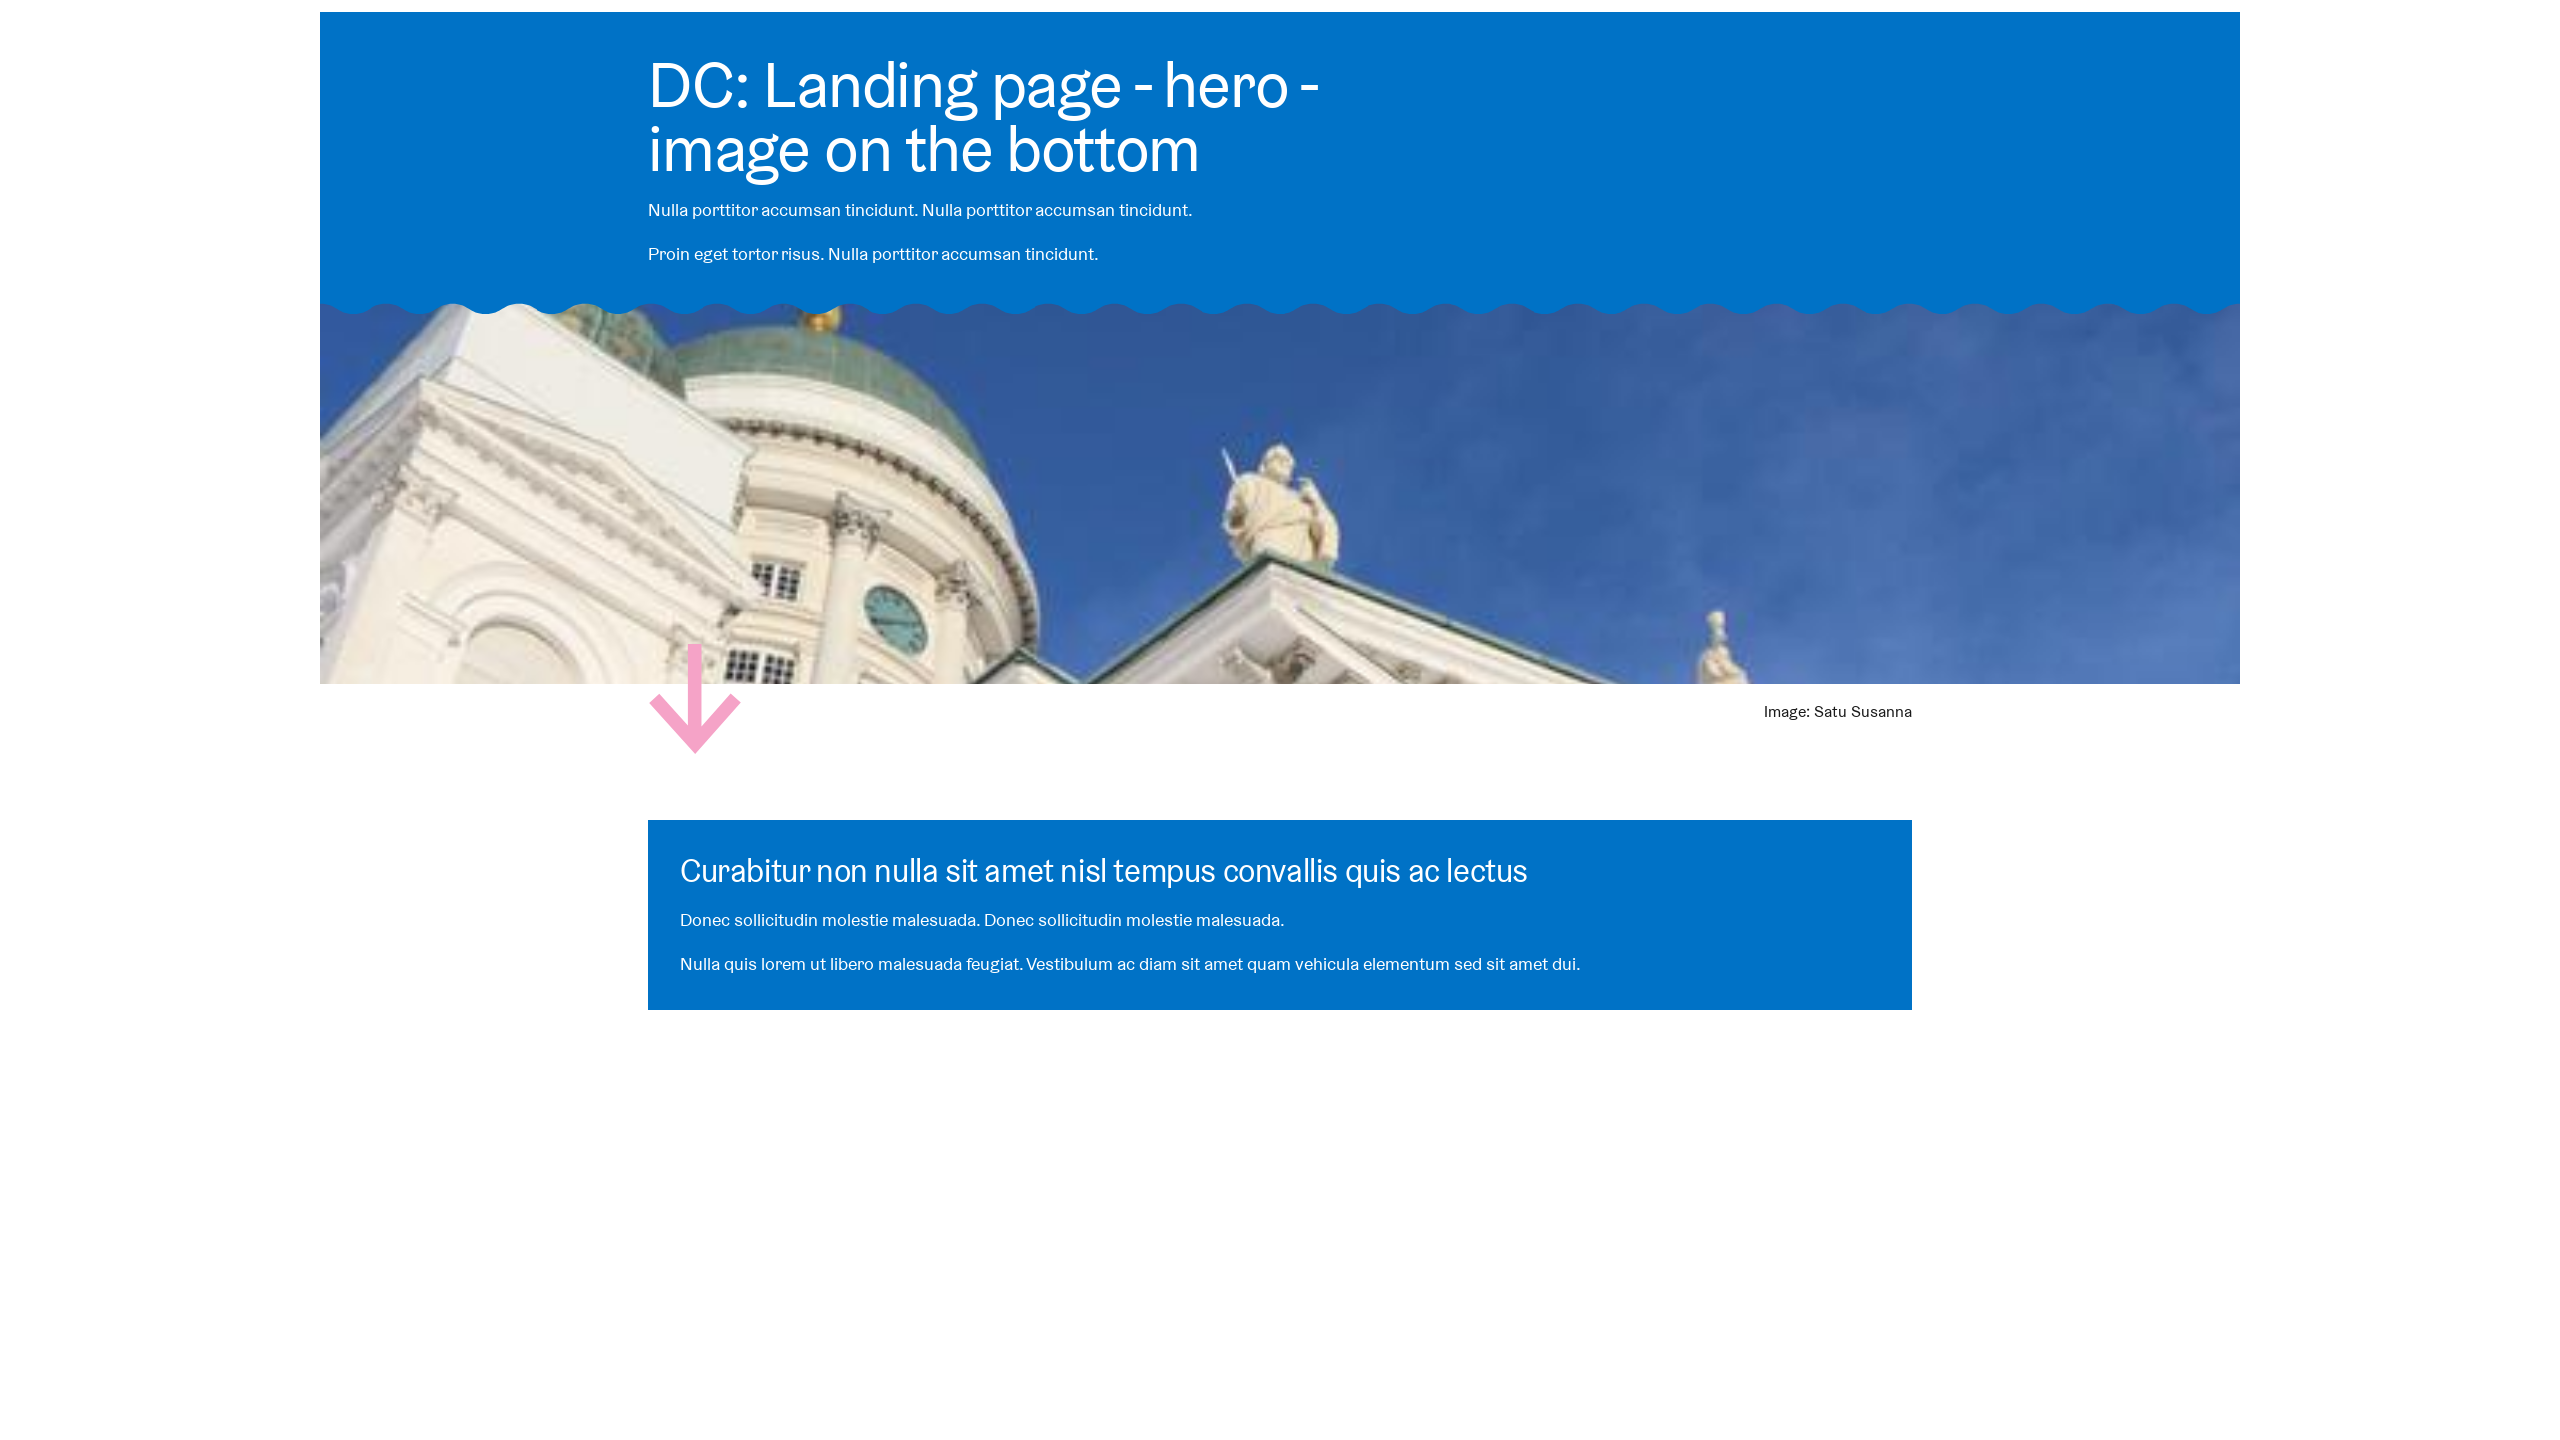 DC: Landing page - hero -
image on the bottom
Nulla porttitor accumsan tincidunt. Nulla porttitor accumsan tincidunt.
Proin eget tortor risus. Nulla porttitor accumsan tincidunt.
Image: Satu Susanna
Curabitur non nulla sit amet nisl tempus convallis quis ac lectus
Donec sollicitudin molestie malesuada. Donec sollicitudin molestie malesuada.
Nulla quis lorem ut libero malesuada feugiat. Vestibulum ac diam sit amet quam vehicula elementum sed sit amet dui.